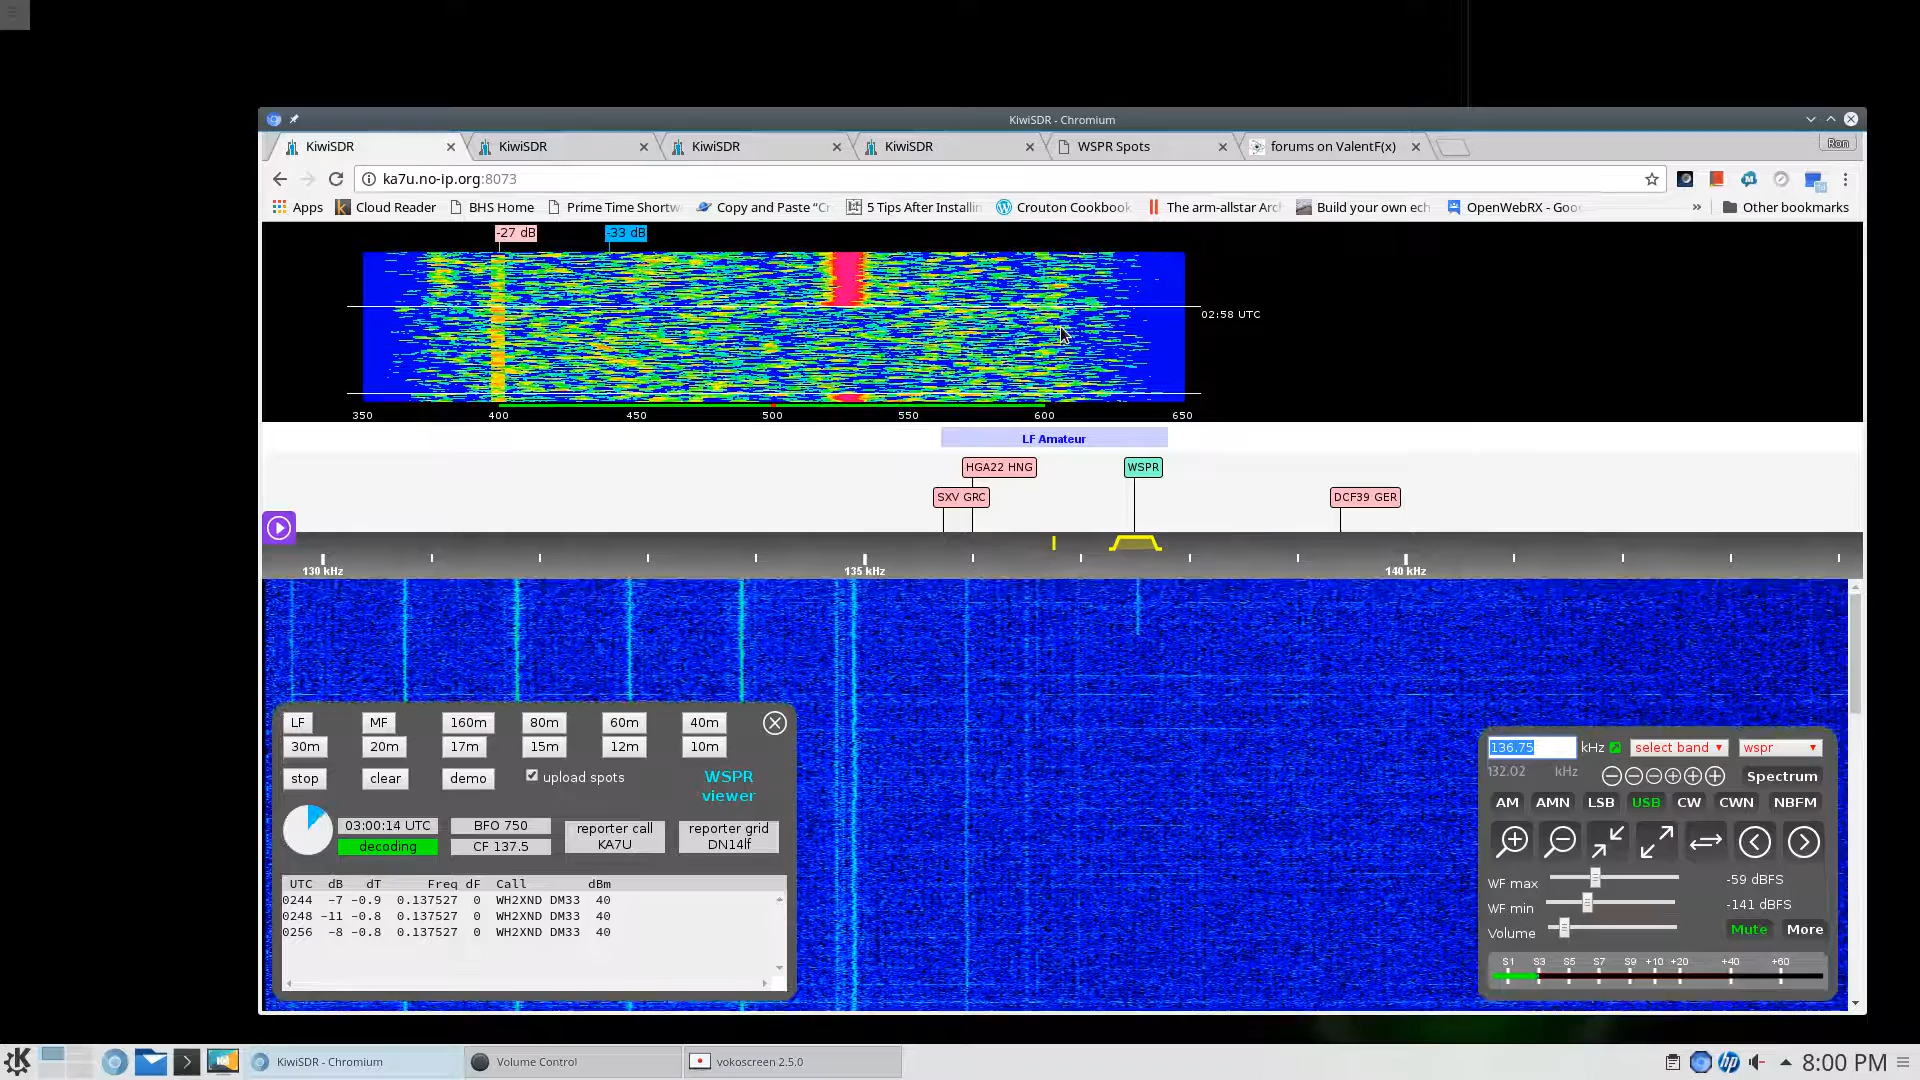 KiwiSDR - Chromium
KiwiSDR KiwiSDR KiwiSDR KiwiSDR WSPR Spots forums on ValentF(x) Ron
ka7u.no-ip.org:8073
Apps Cloud Reader BHS Home Prime Time Shortw Copy and Paste “Cr 5 Tips After Installin Crouton Cookbook The arm-allstar Arc Build your own ech OpenWebRX - Goo » Other bookmarks
-27 dB -33 dB
02:58 UTC
350 400 450 500 550 600 650
LF Amateur
HGA22 HNG WSPR
SXV GRC DCF39 GER
130 kHz 135 kHz 140 kHz
LF MF 160m 80m 60m 40m
30m 20m 17m 15m 12m 10m
stop clear demo upload spots WSPR viewer
03:00:14 UTC BFO 750 reporter call reporter grid
decoding CF 137.5 KA7U DN14lf
UTC dB dT Freq dF Call dBm
0244 -7 -0.9 0.137527 0 WH2XND DM33 40
0248 -11 -0.8 0.137527 0 WH2XND DM33 40
0256 -8 -0.8 0.137527 0 WH2XND DM33 40
136.75 kHz select band wspr
132.02 kHz Spectrum
AM AMN LSB USB CW CWN NBFM
WF max -59 dBFS
WF min -141 dBFS
Volume Mute More
S1 S3 S5 S7 S9 +10 +20 +40 +60
KiwiSDR - Chromium Volume Control vokoscreen 2.5.0 8:00 PM